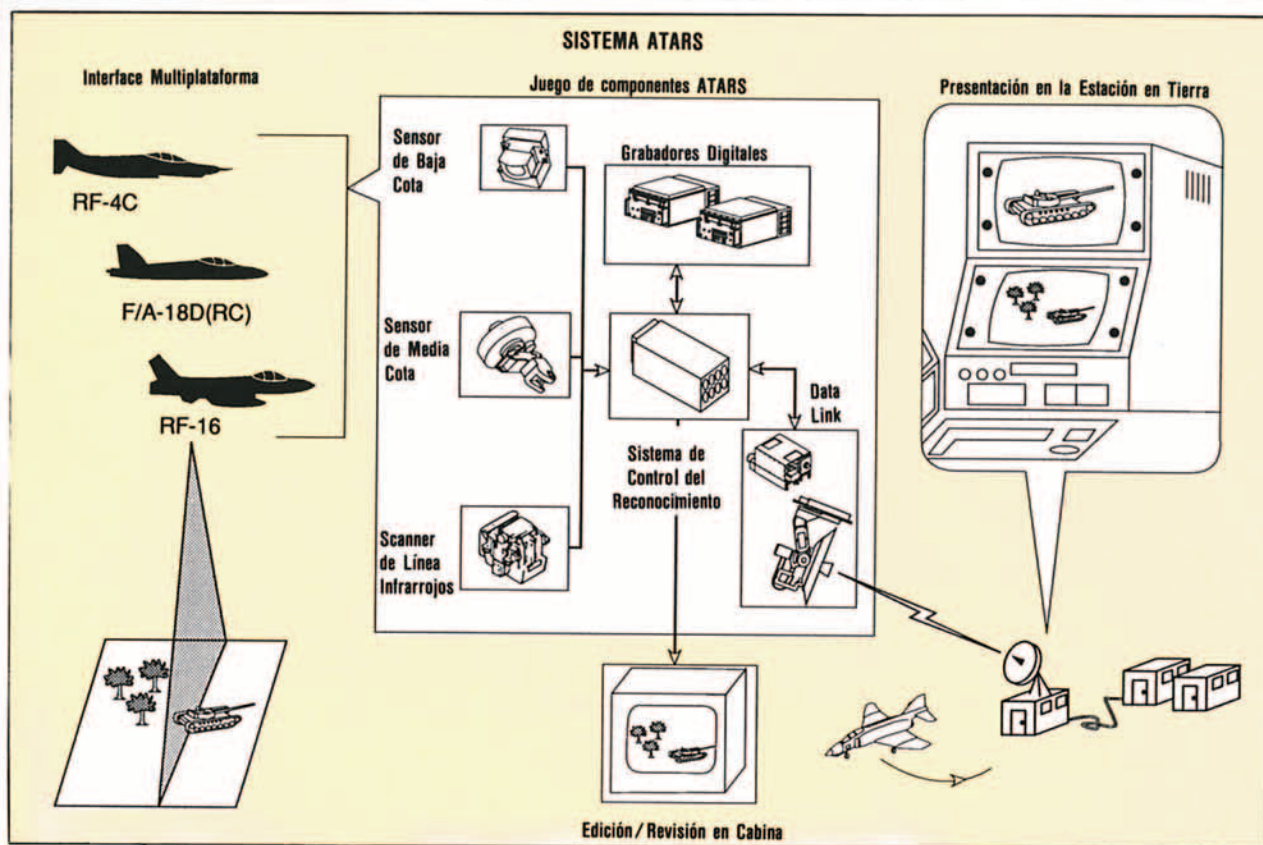 SISTEMA ATARS
Interface Multiplataforma
Juego de componentes ATARS
Presentación en la Estación en Tierra
RF-4C
F/A-18D(RC)
RF-16
Sensor
de Baja
Cota
Grabadores Digitales
Sensor
de Media
Cota
Data
Link
Sistema de
Control del
Reconocimiento
Scanner
de Línea
Infrarrojos
Edición/Revisión en Cabina